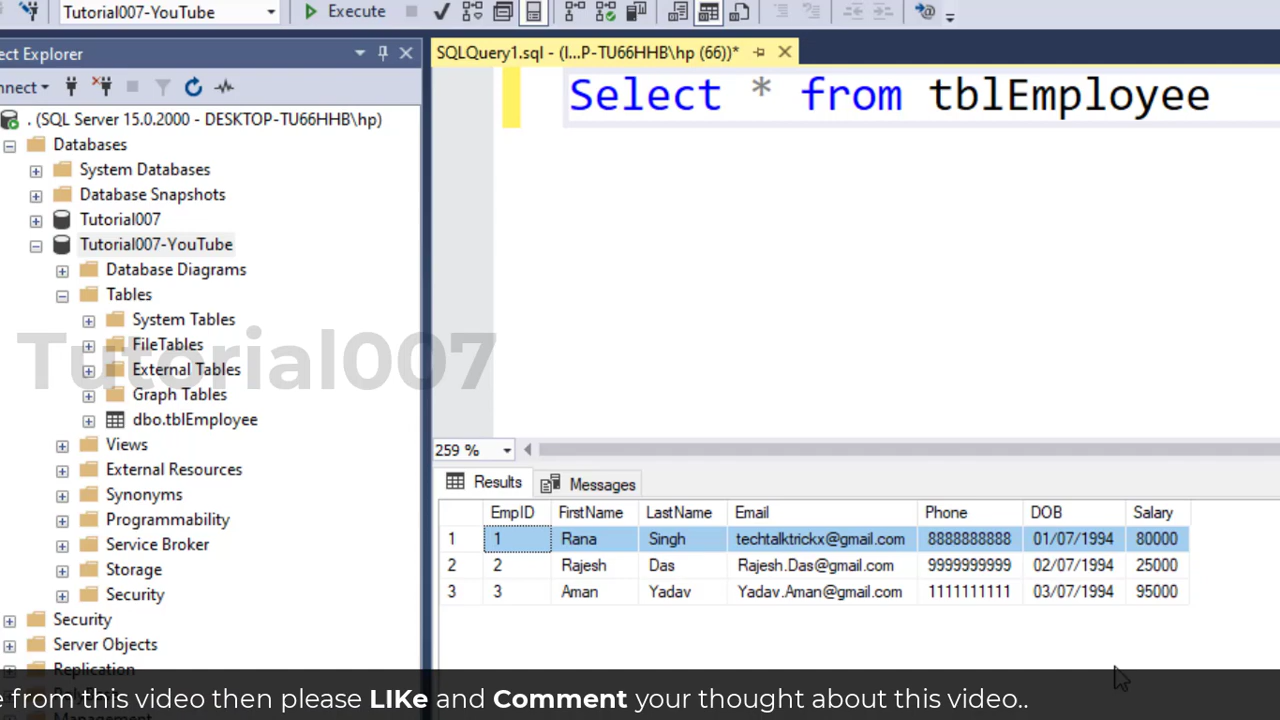 Tutorial007-YouTube
Execute
ect Explorer
nnect
. (SQL Server 15.0.2000 - DESKTOP-TU66HHB\hp)
Databases
System Databases
Database Snapshots
Tutorial007
Tutorial007-YouTube
Database Diagrams
Tables
System Tables
FileTables
External Tables
Graph Tables
dbo.tblEmployee
Views
External Resources
Synonyms
Programmability
Service Broker
Storage
Security
Security
Server Objects
Replication
Tutorial007
SQLQuery1.sql - (l...P-TU66HHB\hp (66))*
Select * from tblEmployee
259 %
Results Messages
EmpID FirstName LastName Email Phone DOB Salary
1 1 Rana Singh techtalktrickx@gmail.com 8888888888 01/07/1994 80000
2 2 Rajesh Das Rajesh.Das@gmail.com 9999999999 02/07/1994 25000
3 3 Aman Yadav Yadav.Aman@gmail.com 1111111111 03/07/1994 95000
e from this video then please LIKe and Comment your thought about this video..